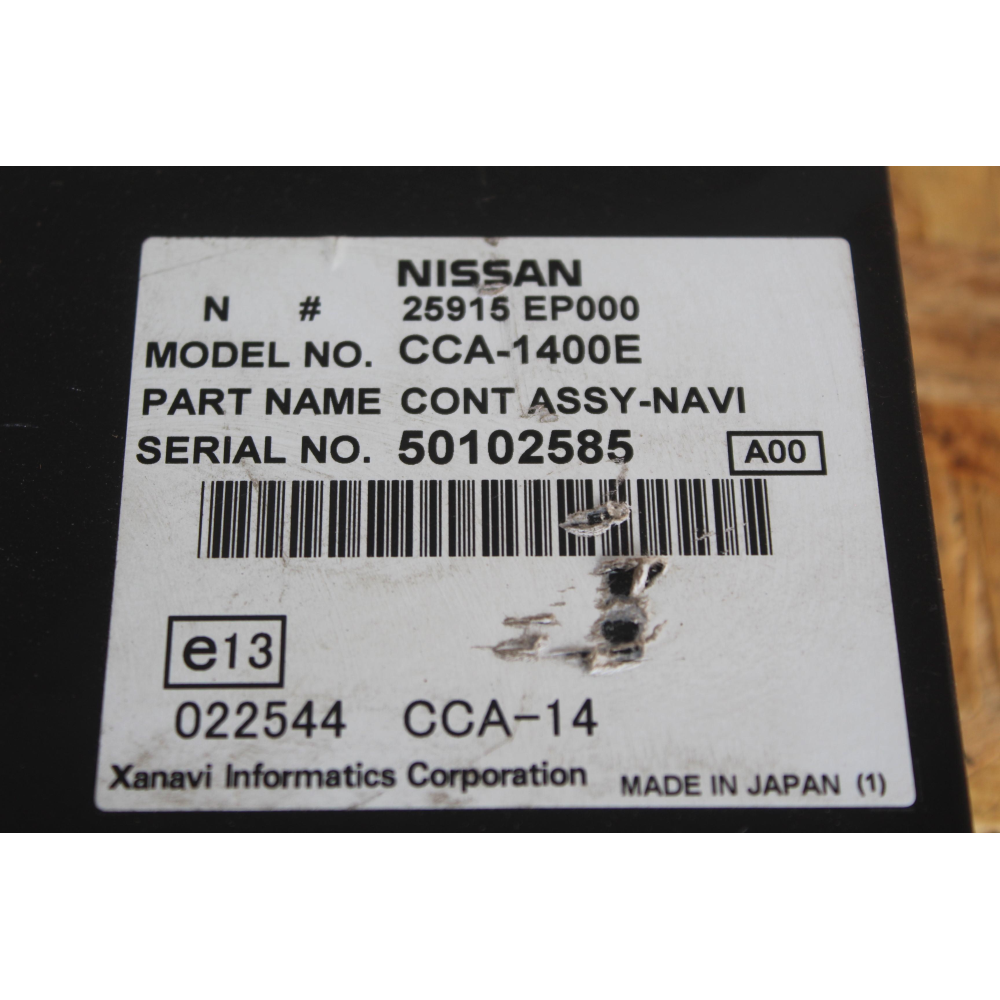 NISSAN
N # 25915 EP000
MODEL NO. CCA-1400E
PART NAME CONT ASSY-NAVI
SERIAL NO. 50102585 A00
e13
022544 CCA-14
Xanavi Informatics Corporation MADE IN JAPAN (1)